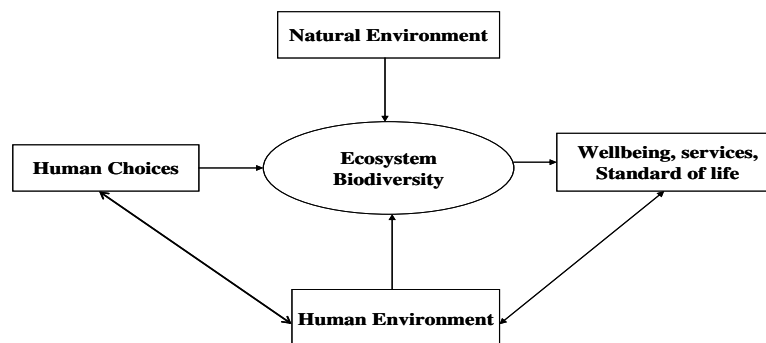 Natural Environment
Human Choices
Ecosystem
Biodiversity
Wellbeing, services,
Standard of life
Human Environment